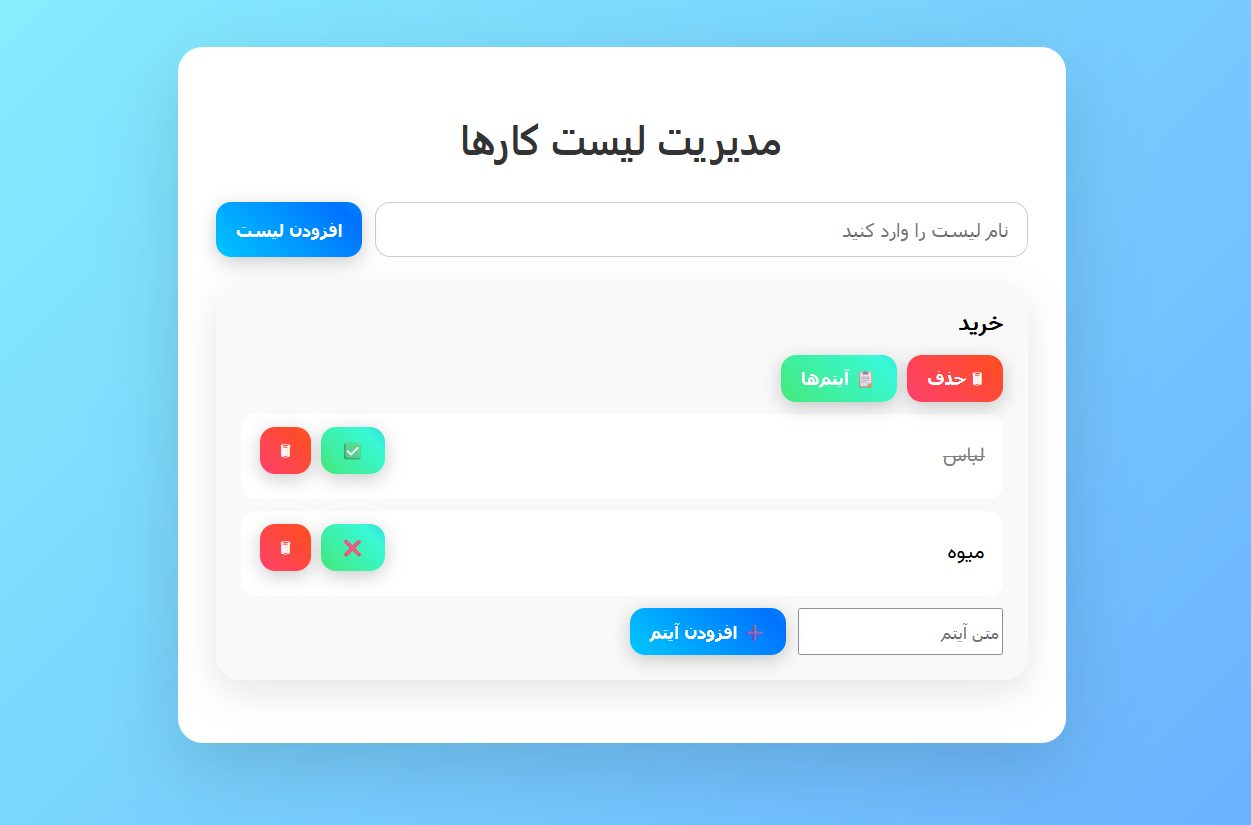 مدیریت لیست کارها
نام لیست را وارد کنید
افزودن لیست
خرید
حذف
آیتم‌ها
لباس
میوه
متن آیتم
افزودن آیتم